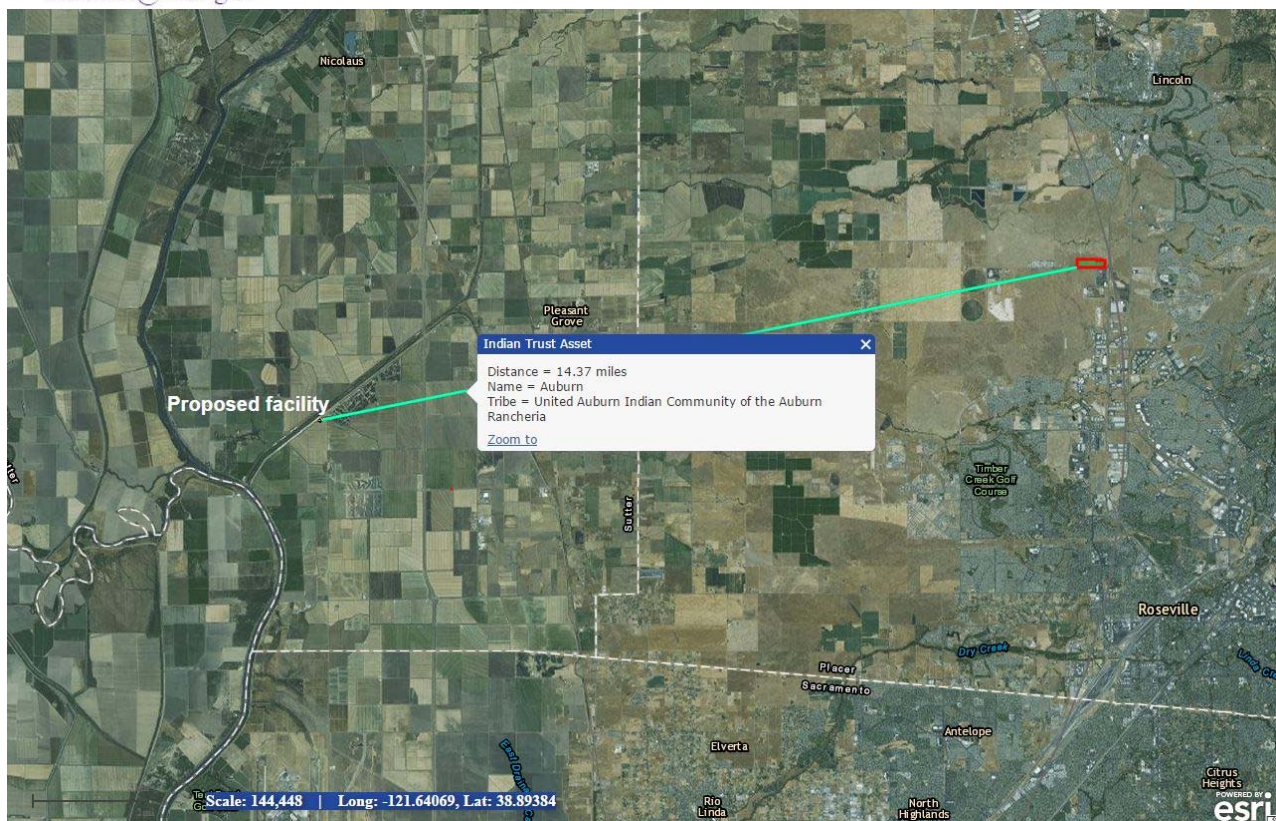 Nicolaus
Lincoln
Pleasant
Grove
Indian Trust Asset
Distance = 14.37 miles
Name = Auburn
Tribe = United Auburn Indian Community of the Auburn
Rancheria
Zoom to
Proposed facility
Timber
Creek Golf
Course
Sutter
Roseville
Dry Creek
Placer
Sacramento
Antelope
Elverta
Citrus
Heights
Rio
Linda
North
Highlands
Scale: 144,448 | Long: -121.64069, Lat: 38.89384
POWERED BY
esri